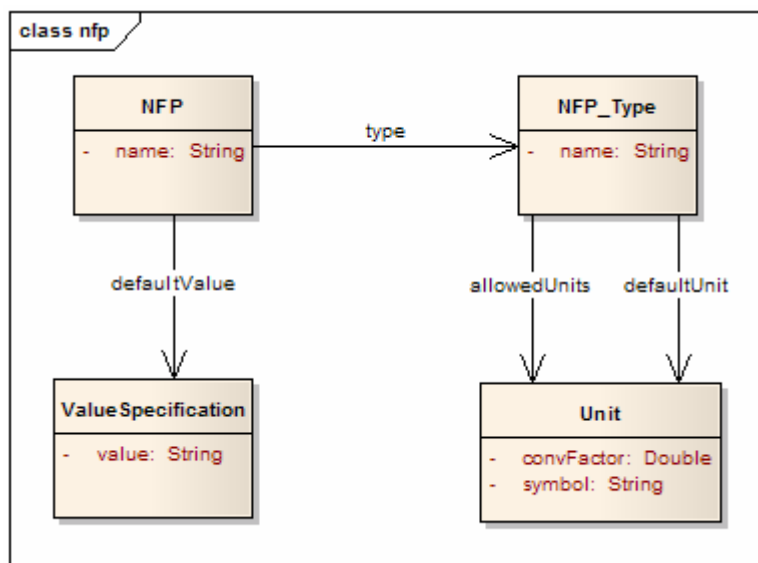 class nfp
NFP
- name: String
type
NFP_Type
- name: String
defaultValue
allowedUnits
defaultUnit
ValueSpecification
- value: String
Unit
- convFactor: Double
- symbol: String